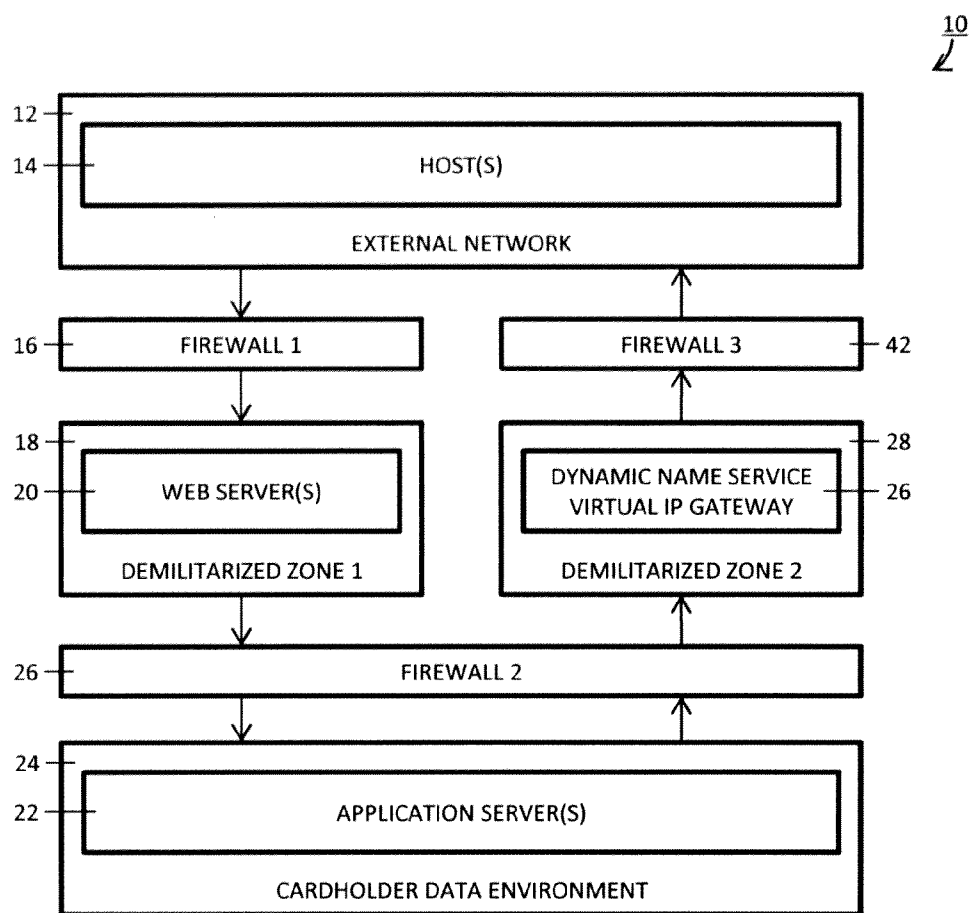 10
12
14
HOST(S)
EXTERNAL NETWORK
16
FIREWALL 1
FIREWALL 3
42
18
28
20
WEB SERVER(S)
DYNAMIC NAME SERVICE
VIRTUAL IP GATEWAY
26
DEMILITARIZED ZONE 1
DEMILITARIZED ZONE 2
26
FIREWALL 2
24
22
APPLICATION SERVER(S)
CARDHOLDER DATA ENVIRONMENT